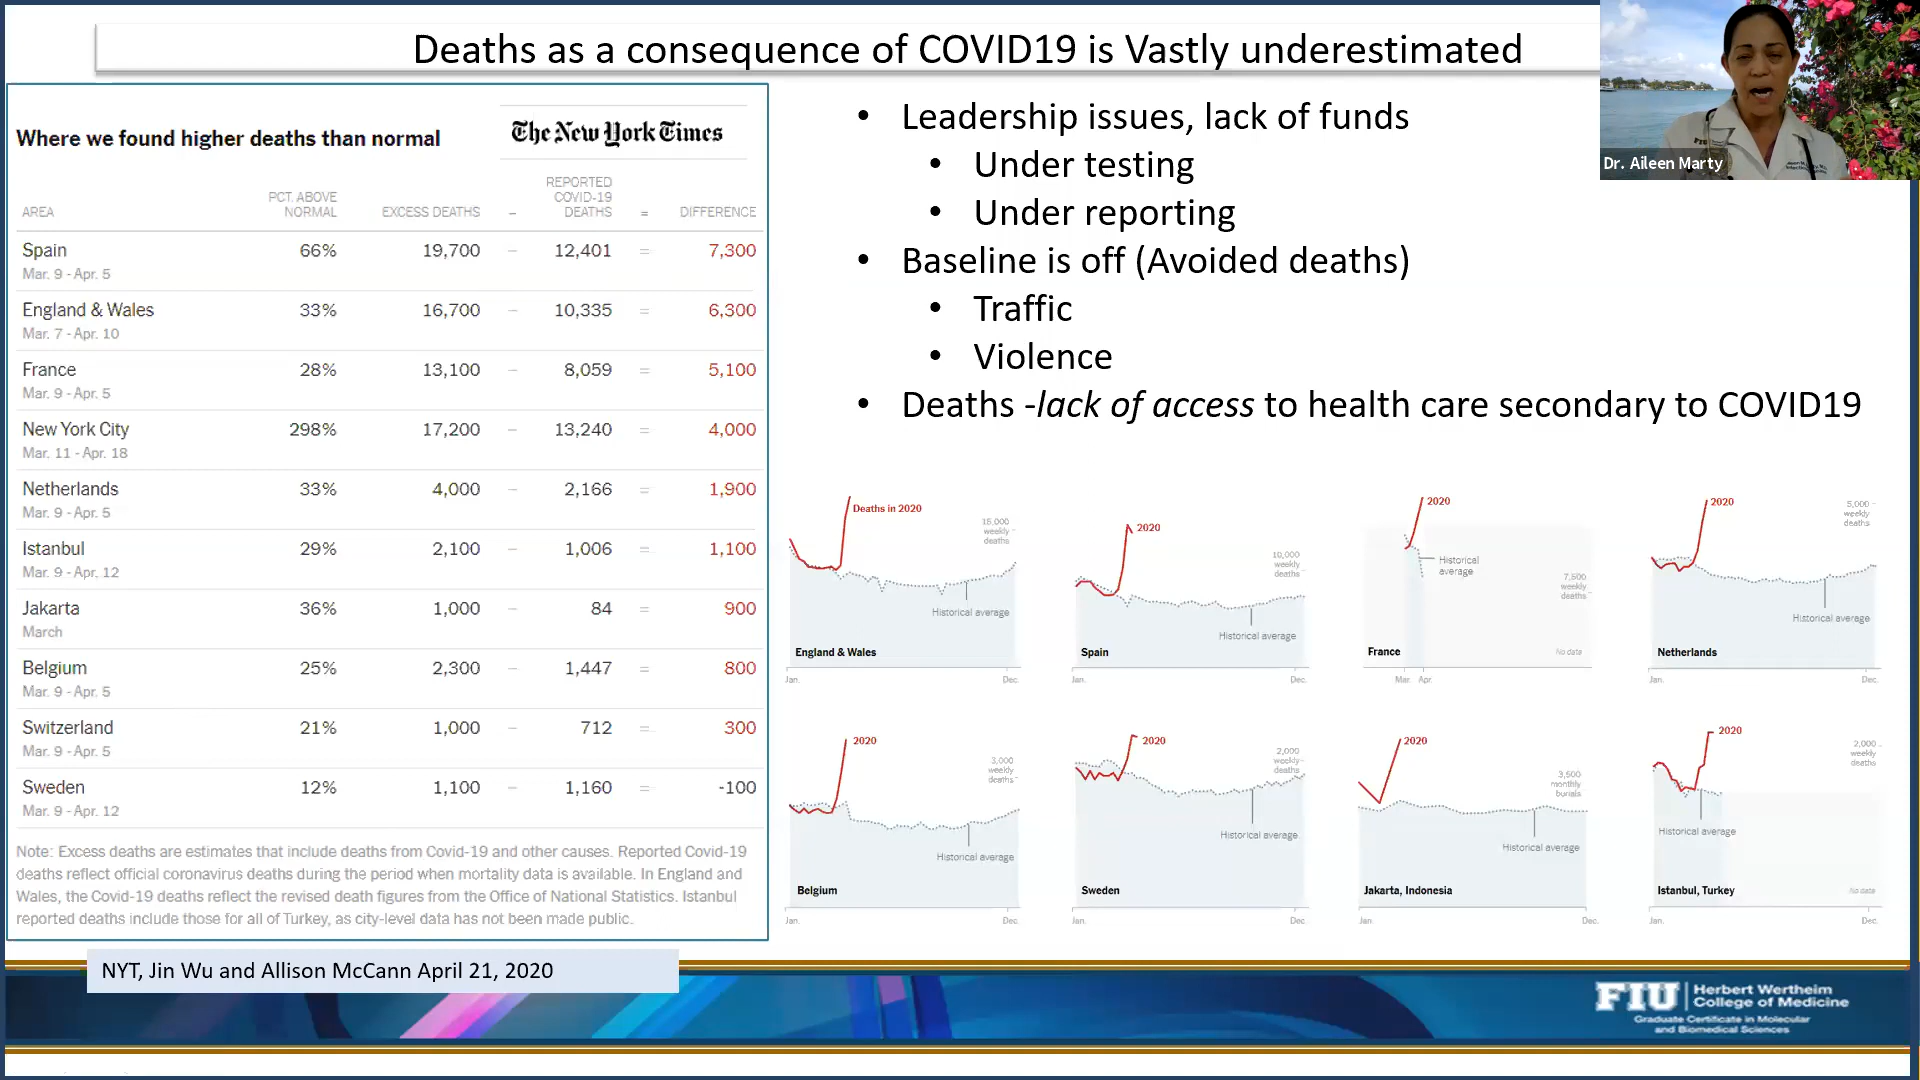 Deaths as a consequence of COVID19 is Vastly underestimated
Dr. Aileen Marty
Where we found higher deaths than normal
The New York Times
AREA PCT. ABOVE NORMAL EXCESS DEATHS – REPORTED COVID-19 DEATHS = DIFFERENCE
Spain 66% 19,700 – 12,401 = 7,300
Mar. 9 - Apr. 5
England & Wales 33% 16,700 – 10,335 = 6,300
Mar. 7 - Apr. 10
France 28% 13,100 – 8,059 = 5,100
Mar. 9 - Apr. 5
New York City 298% 17,200 – 13,240 = 4,000
Mar. 11 - Apr. 18
Netherlands 33% 4,000 – 2,166 = 1,900
Mar. 9 - Apr. 5
Istanbul 29% 2,100 – 1,006 = 1,100
Mar. 9 - Apr. 12
Jakarta 36% 1,000 – 84 = 900
March
Belgium 25% 2,300 – 1,447 = 800
Mar. 9 - Apr. 5
Switzerland 21% 1,000 – 712 = 300
Mar. 9 - Apr. 5
Sweden 12% 1,100 – 1,160 = -100
Mar. 9 - Apr. 12
Note: Excess deaths are estimates that include deaths from Covid-19 and other causes. Reported Covid-19
deaths reflect official coronavirus deaths during the period when mortality data is available. In England and
Wales, the Covid-19 deaths reflect the revised death figures from the Office of National Statistics. Istanbul
reported deaths include those for all of Turkey, as city-level data has not been made public.
NYT, Jin Wu and Allison McCann April 21, 2020
• Leadership issues, lack of funds
• Under testing
• Under reporting
• Baseline is off (Avoided deaths)
• Traffic
• Violence
• Deaths -lack of access to health care secondary to COVID19
Deaths in 2020
15,000
weekly
deaths
Historical average
England & Wales
Jan. Dec.
2020
10,000
weekly
deaths
Historical average
Spain
Jan. Dec.
2020
Historical
average
7,500
weekly
deaths
France
No data
Mar. Apr.
2020
5,000
weekly
deaths
Historical average
Netherlands
Jan. Dec.
2020
3,000
weekly
deaths
Historical average
Belgium
Jan. Dec.
2020
2,000
weekly
deaths
Historical average
Sweden
Jan. Dec.
2020
3,500
monthly
burials
Historical average
Jakarta, Indonesia
Jan. Dec.
2020
2,000
weekly
deaths
Historical average
Istanbul, Turkey
No data
Jan. Dec.
FIU
Herbert Wertheim
College of Medicine
Graduate Certificate in Molecular
and Biomedical Sciences